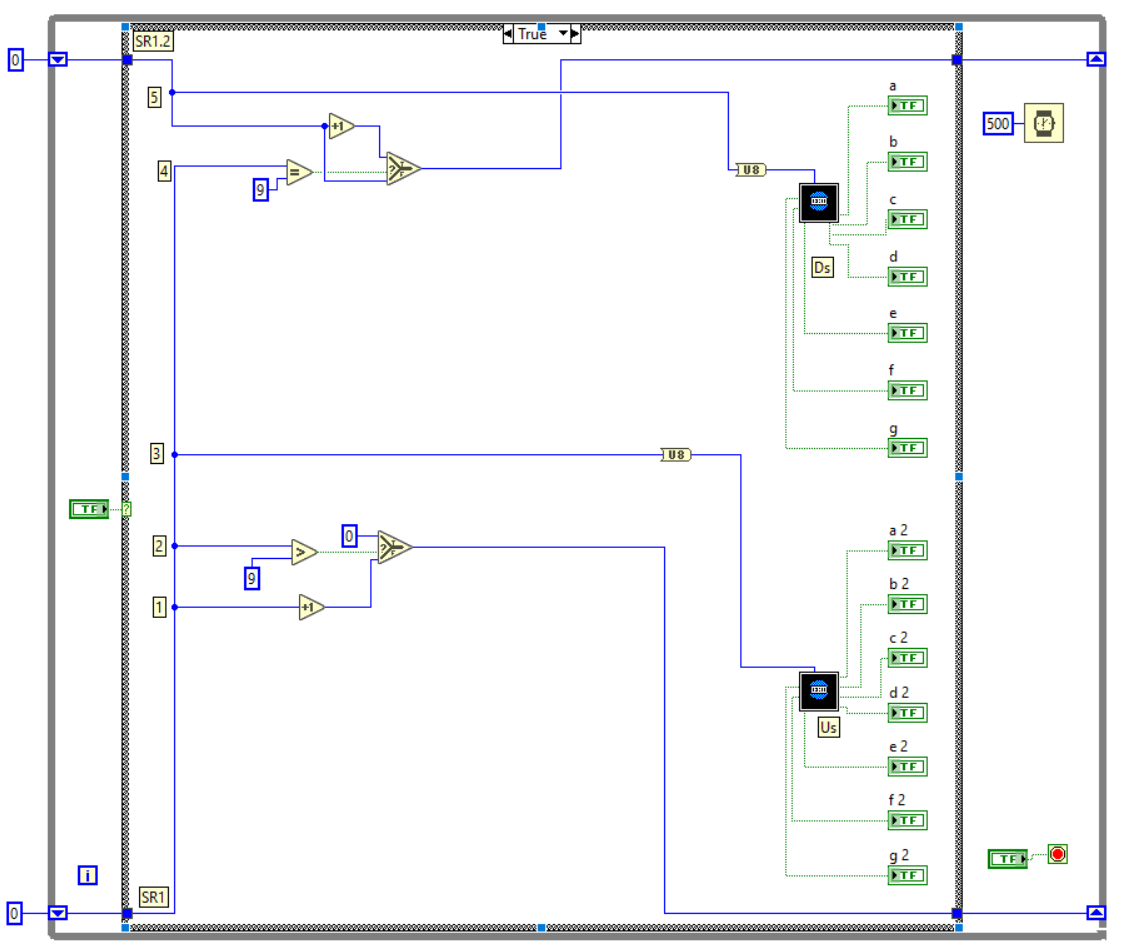 True
SR1.2
0
5
a
TF
500
+1
b
TF
4
=
?
T
F
9
U8
c
TF
Ds
d
TF
e
TF
f
TF
g
TF
3
U8
TF
?
2
>
0
?
T
F
9
a 2
TF
1
+1
b 2
TF
c 2
TF
d 2
TF
Us
e 2
TF
f 2
TF
g 2
TF
TF
i
SR1
0